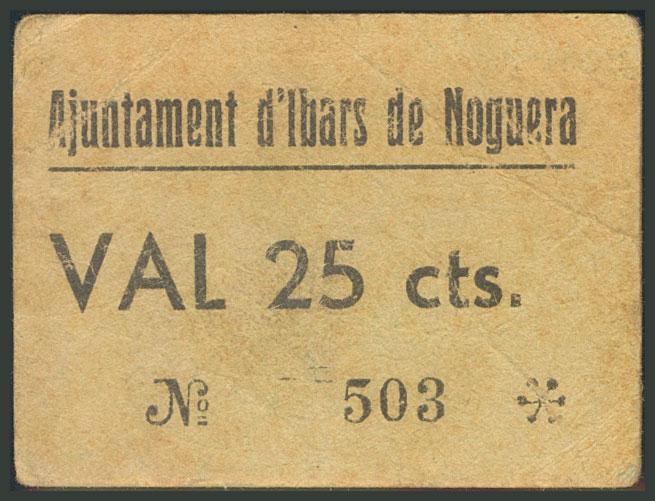 Ajuntament d'Ibars de Noguera
VAL 25 cts.
Nº 503 *